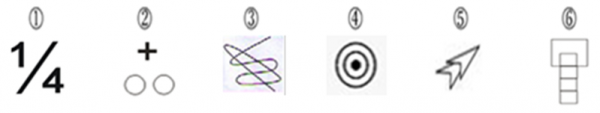 ① ② ③ ④ ⑤ ⑥
1/4
+